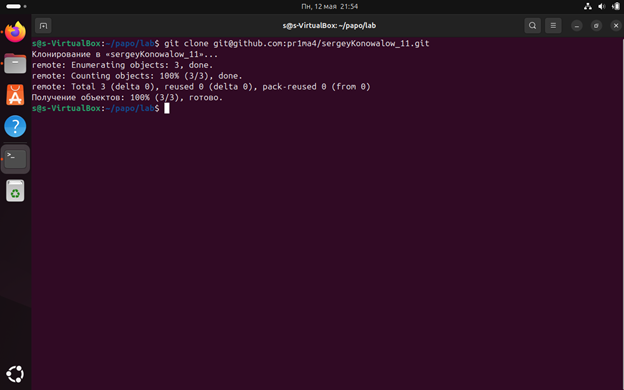 Пн, 12 мая 21:54
s@s-VirtualBox: ~/papo/lab
s@s-VirtualBox:~/papo/lab$ git clone git@github.com:pr1ma4/sergeyKonowalow_11.git
Клонирование в «sergeyKonowalow_11»...
remote: Enumerating objects: 3, done.
remote: Counting objects: 100% (3/3), done.
remote: Total 3 (delta 0), reused 0 (delta 0), pack-reused 0 (from 0)
Получение объектов: 100% (3/3), готово.
s@s-VirtualBox:~/papo/lab$